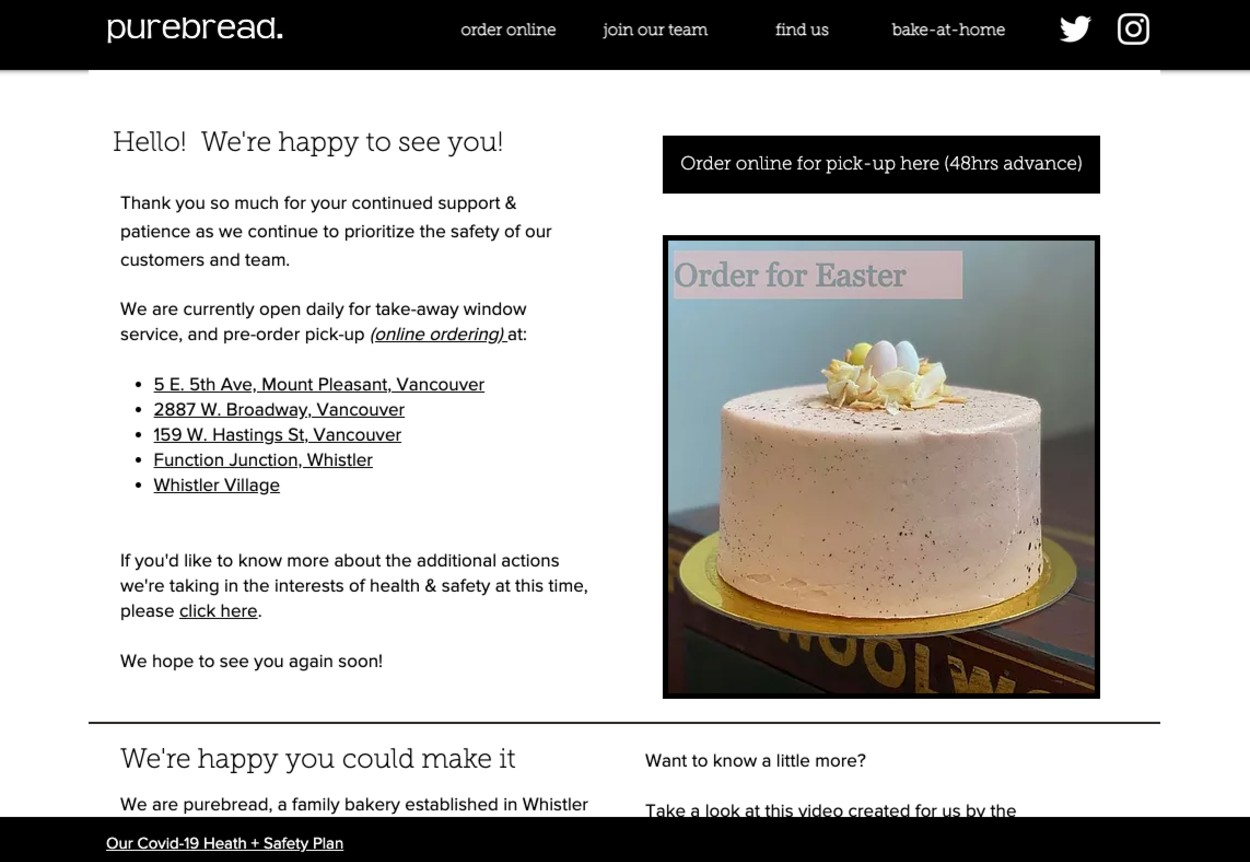 purebread.
order online
join our team
find us
bake-at-home
Hello! We're happy to see you!
Thank you so much for your continued support &
patience as we continue to prioritize the safety of our
customers and team.
We are currently open daily for take-away window
service, and pre-order pick-up (online ordering) at:
• 5 E. 5th Ave, Mount Pleasant, Vancouver
• 2887 W. Broadway, Vancouver
• 159 W. Hastings St, Vancouver
• Function Junction, Whistler
• Whistler Village
If you'd like to know more about the additional actions
we're taking in the interests of health & safety at this time,
please click here.
We hope to see you again soon!
Order online for pick-up here (48hrs advance)
Order for Easter
WOOLW
We're happy you could make it
We are purebread, a family bakery established in Whistler
Want to know a little more?
Take a look at this video created for us by the
Our Covid-19 Heath + Safety Plan